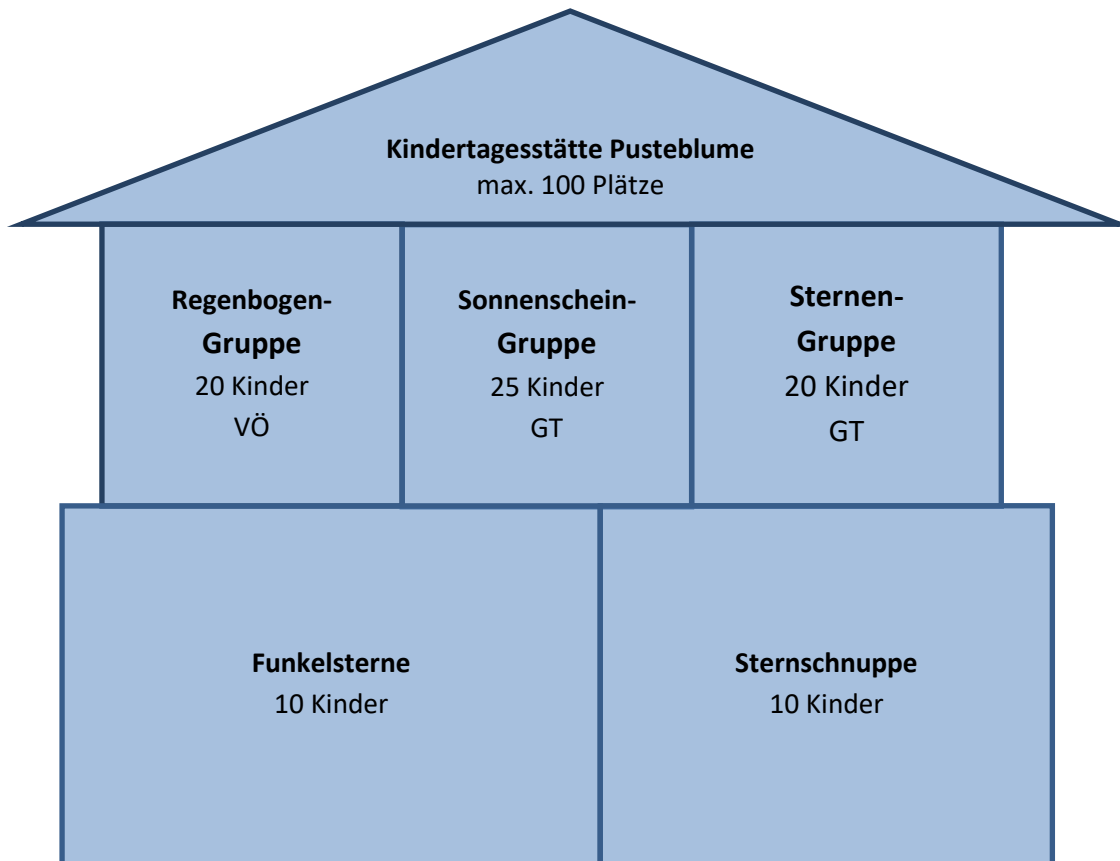 Kindertagesstätte Pusteblume
max. 100 Plätze
Regenbogen-
Gruppe
20 Kinder
VÖ
Sonnenschein-
Gruppe
25 Kinder
GT
Sternen-
Gruppe
20 Kinder
GT
Funkelsterne
10 Kinder
Sternschnuppe
10 Kinder